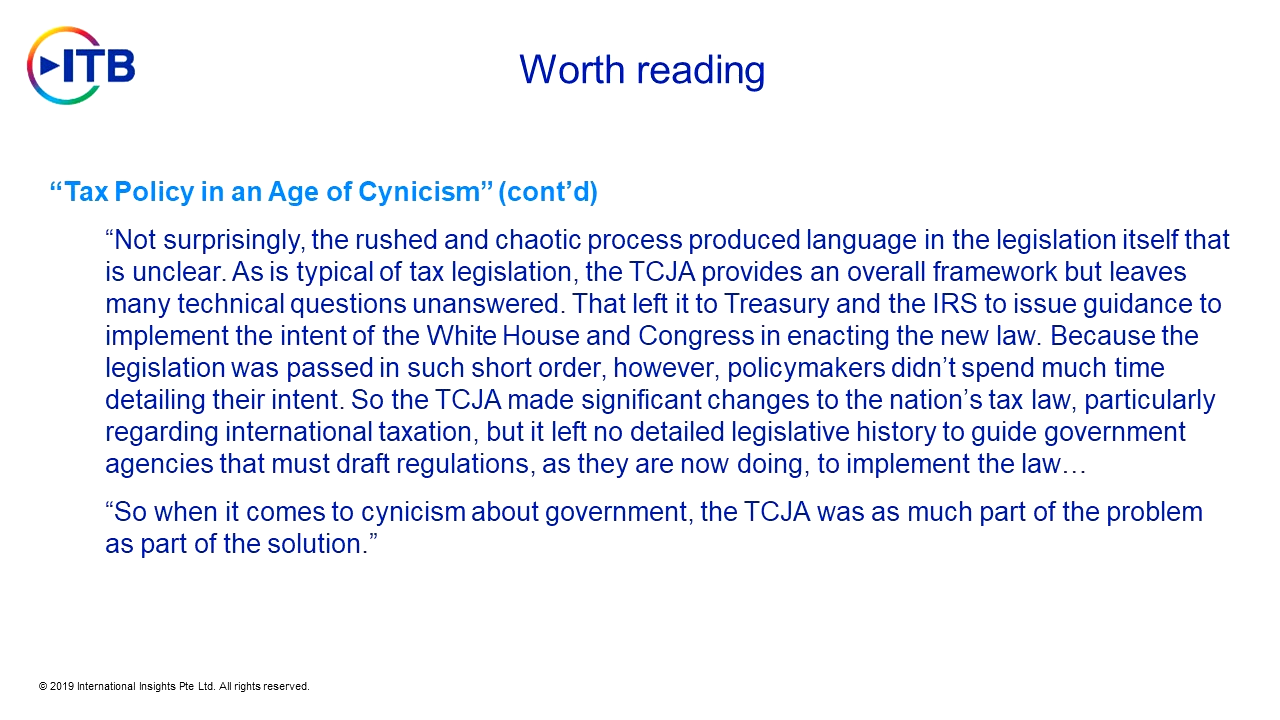 ITB
Worth reading
“Tax Policy in an Age of Cynicism” (cont’d)
“Not surprisingly, the rushed and chaotic process produced language in the legislation itself that
is unclear. As is typical of tax legislation, the TCJA provides an overall framework but leaves
many technical questions unanswered. That left it to Treasury and the IRS to issue guidance to
implement the intent of the White House and Congress in enacting the new law. Because the
legislation was passed in such short order, however, policymakers didn’t spend much time
detailing their intent. So the TCJA made significant changes to the nation’s tax law, particularly
regarding international taxation, but it left no detailed legislative history to guide government
agencies that must draft regulations, as they are now doing, to implement the law…
“So when it comes to cynicism about government, the TCJA was as much part of the problem
as part of the solution.”
© 2019 International Insights Pte Ltd. All rights reserved.